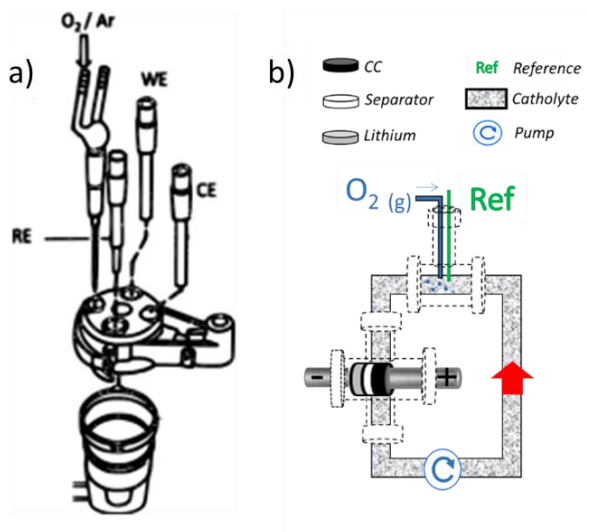 a)
O₂/Ar
WE
CE
RE
b)
CC
Separator
Lithium
Ref Reference
Catholyte
Pump
O₂ (g)
Ref
-
+